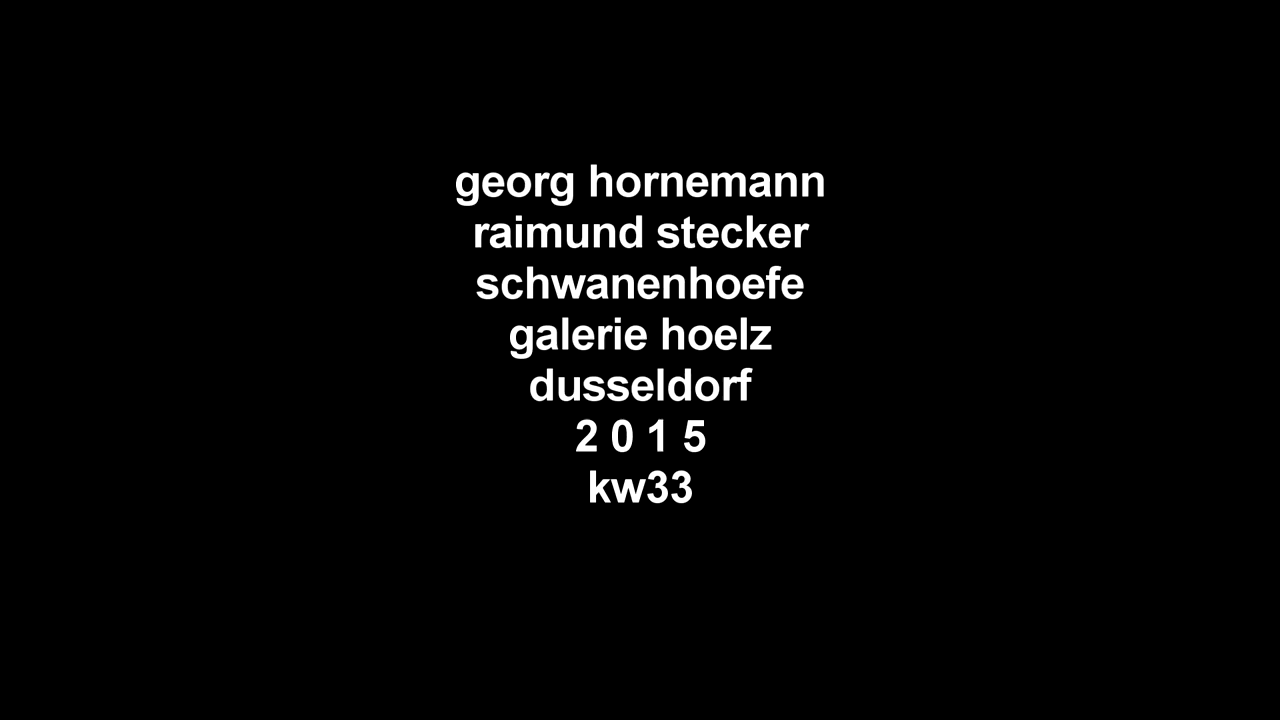 georg hornemann
raimund stecker
schwanenhoefe
galerie hoelz
dusseldorf
2 0 1 5
kw33